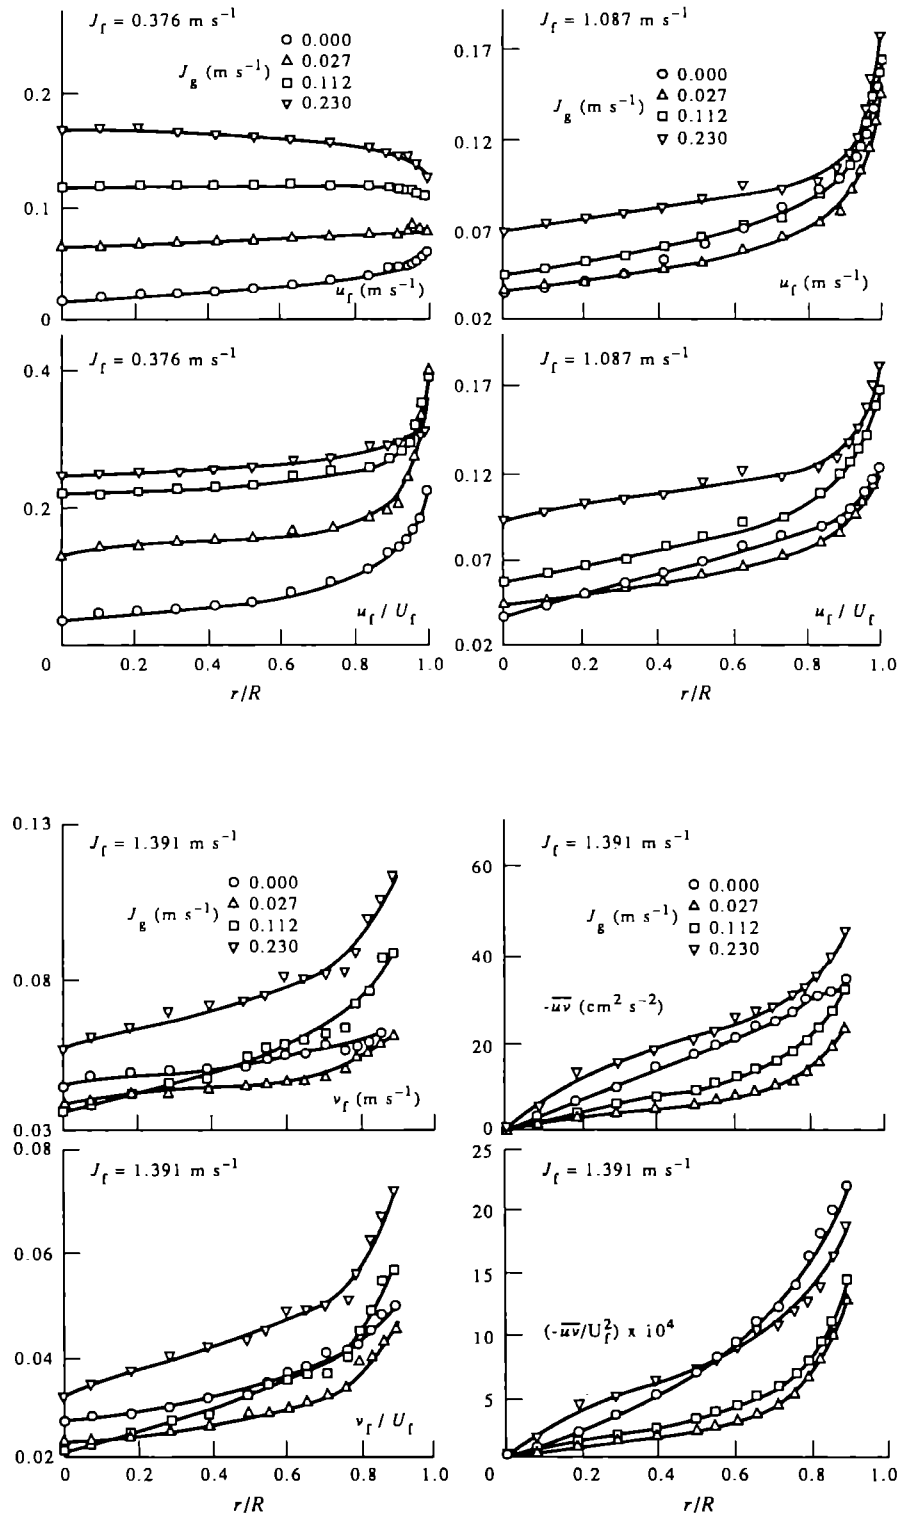 J_f = 0.376 m s⁻¹
J_g (m s⁻¹)
○ 0.000
△ 0.027
□ 0.112
▽ 0.230
0.2
0.1
0
u_f (m s⁻¹)
J_f = 1.087 m s⁻¹
J_g (m s⁻¹)
○ 0.000
△ 0.027
□ 0.112
▽ 0.230
0.17
0.12
0.07
0.02
u_f (m s⁻¹)
J_f = 0.376 m s⁻¹
0.4
0.2
u_f / U_f
0 0.2 0.4 0.6 0.8 1.0
r/R
J_f = 1.087 m s⁻¹
0.17
0.12
0.07
0.02
u_f / U_f
0 0.2 0.4 0.6 0.8 1.0
r/R
J_f = 1.391 m s⁻¹
J_g (m s⁻¹)
○ 0.000
△ 0.027
□ 0.112
▽ 0.230
0.13
0.08
0.03
v_f (m s⁻¹)
J_f = 1.391 m s⁻¹
J_g (m s⁻¹)
○ 0.000
△ 0.027
□ 0.112
▽ 0.230
60
40
20
0
-u̅v̅ (cm² s⁻²)
J_f = 1.391 m s⁻¹
0.08
0.06
0.04
0.02
v_f / U_f
0 0.2 0.4 0.6 0.8 1.0
r/R
J_f = 1.391 m s⁻¹
25
20
15
10
5
0
(-u̅v̅/U_f²) x 10⁴
0 0.2 0.4 0.6 0.8 1.0
r/R